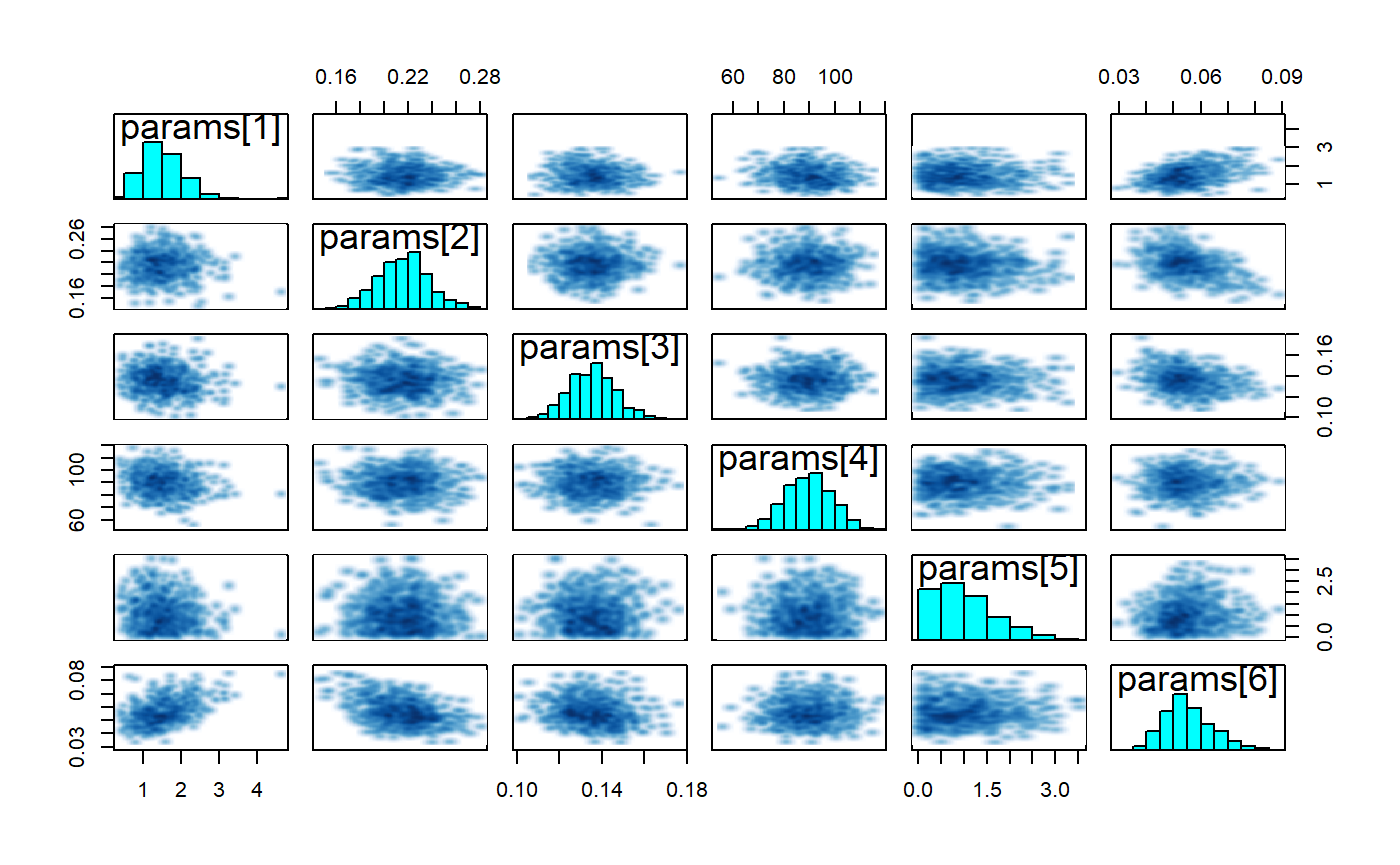 0.16 0.22 0.28 60 80 100 0.03 0.06 0.09
params[1] 1 3
0.16 0.26 params[2]
params[3] 0.10 0.16
60 100 params[4]
params[5] 0.0 2.5
0.03 0.08 params[6]
1 2 3 4 0.10 0.14 0.18 0.0 1.5 3.0